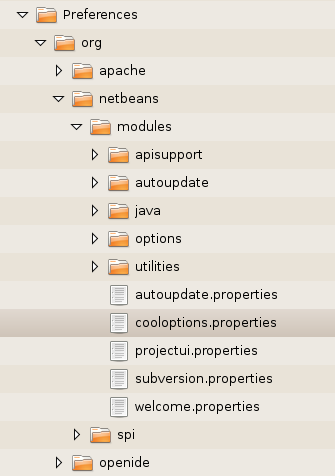 Preferences
org
apache
netbeans
modules
apisupport
autoupdate
java
options
utilities
autoupdate.properties
cooloptions.properties
projectui.properties
subversion.properties
welcome.properties
spi
openide